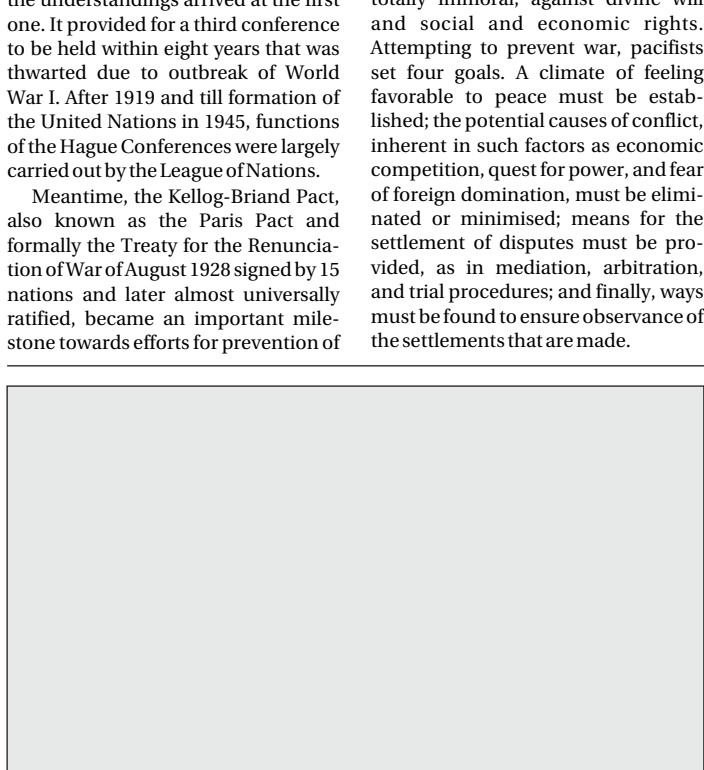 the understandings arrived at the first
one. It provided for a third conference
to be held within eight years that was
thwarted due to outbreak of World
War I. After 1919 and till formation of
the United Nations in 1945, functions
of the Hague Conferences were largely
carried out by the League of Nations.
Meantime, the Kellog-Briand Pact,
also known as the Paris Pact and
formally the Treaty for the Renuncia-
tion of War of August 1928 signed by 15
nations and later almost universally
ratified, became an important mile-
stone towards efforts for prevention of
totally immoral, against divine will
and social and economic rights.
Attempting to prevent war, pacifists
set four goals. A climate of feeling
favorable to peace must be estab-
lished; the potential causes of conflict,
inherent in such factors as economic
competition, quest for power, and fear
of foreign domination, must be elimi-
nated or minimised; means for the
settlement of disputes must be pro-
vided, as in mediation, arbitration,
and trial procedures; and finally, ways
must be found to ensure observance of
the settlements that are made.